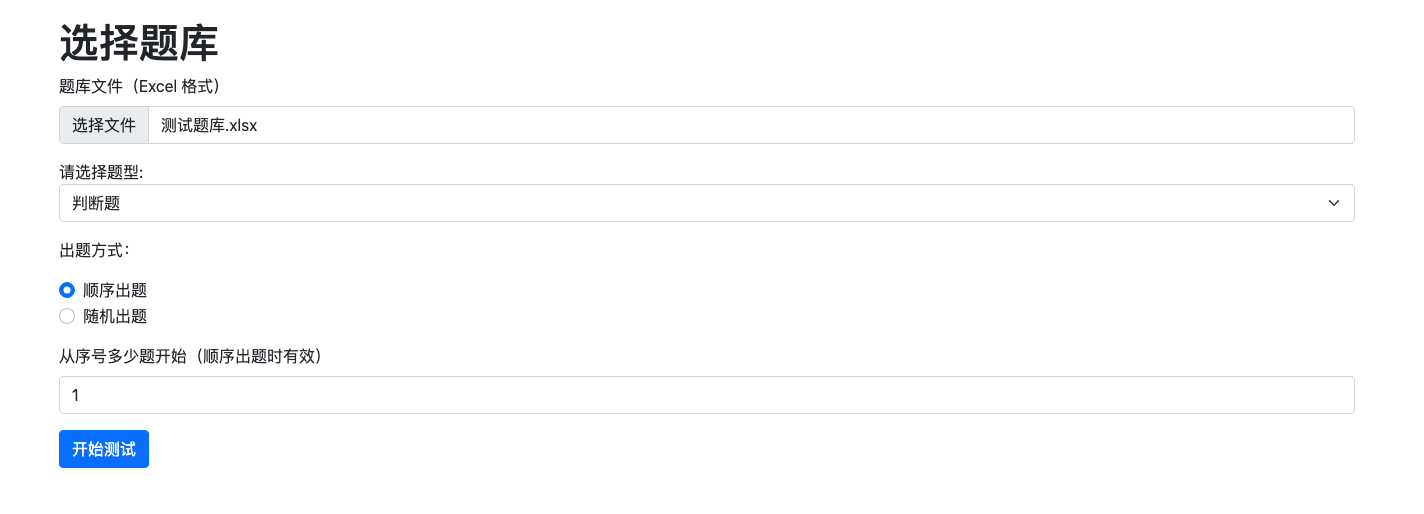 选择题库
题库文件（Excel 格式）
选择文件 测试题库.xlsx
请选择题型:
判断题
出题方式：
顺序出题
随机出题
从序号多少题开始（顺序出题时有效）
1
开始测试